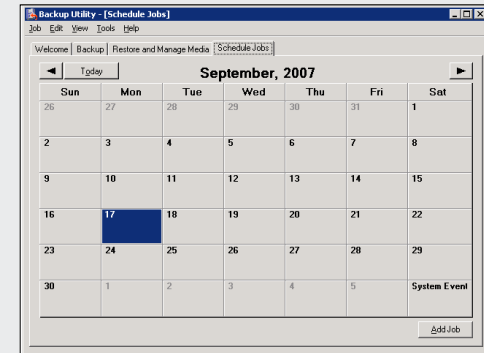 Backup Utility - [Schedule Jobs]
Job Edit View Tools Help
Welcome Backup Restore and Manage Media Schedule Jobs
Today September, 2007
Sun Mon Tue Wed Thu Fri Sat
26 27 28 29 30 31 1
2 3 4 5 6 7 8
9 10 11 12 13 14 15
16 17 18 19 20 21 22
23 24 25 26 27 28 29
30 1 2 3 4 5 System Event
Add Job